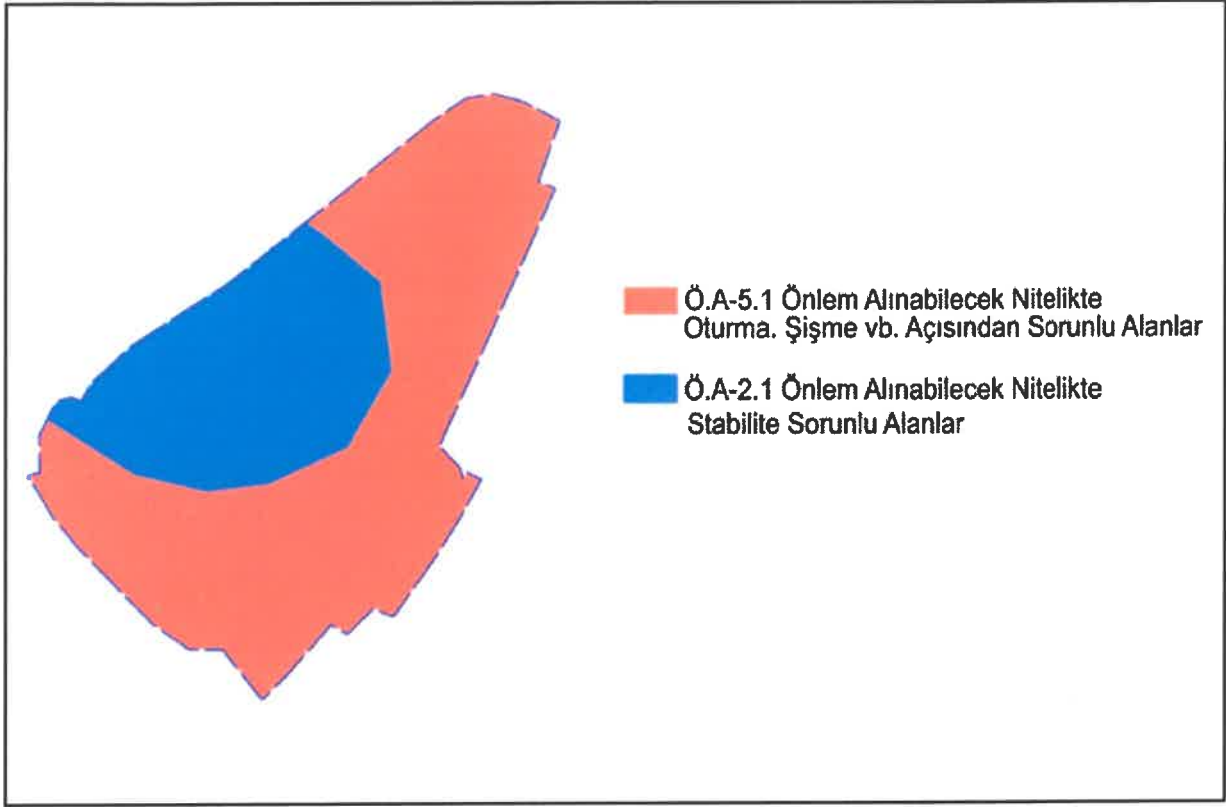 Ö.A-5.1 Önlem Alınabilecek Nitelikte
Oturma. Şişme vb. Açısından Sorunlu Alanlar
Ö.A-2.1 Önlem Alınabilecek Nitelikte
Stabilite Sorunlu Alanlar